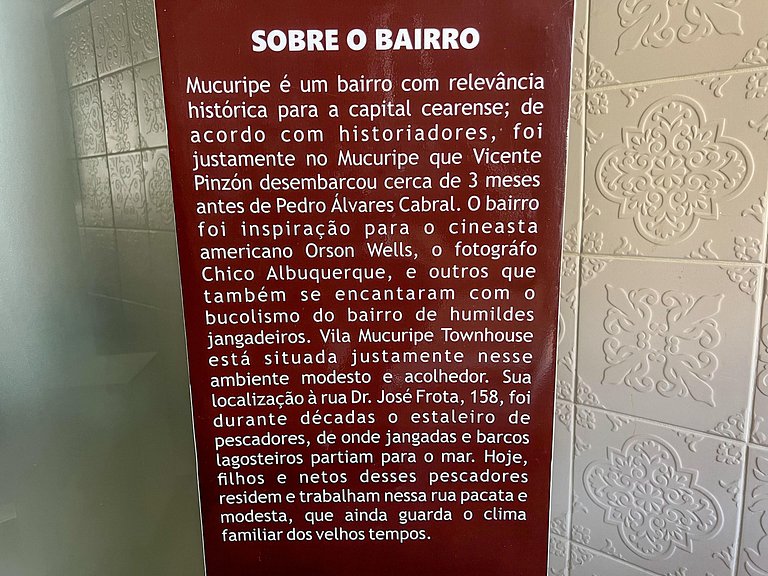 SOBRE O BAIRRO
Mucuripe é um bairro com relevância
histórica para a capital cearense; de
acordo com historiadores, foi
justamente no Mucuripe que Vicente
Pinzón desembarcou cerca de 3 meses
antes de Pedro Álvares Cabral. O bairro
foi inspiração para o cineasta
americano Orson Wells, o fotográfo
Chico Albuquerque, e outros que
também se encantaram com o
bucolismo do bairro de humildes
jangadeiros. Vila Mucuripe Townhouse
está situada justamente nesse
ambiente modesto e acolhedor. Sua
localização à rua Dr. José Frota, 158, foi
durante décadas o estaleiro de
pescadores, de onde jangadas e barcos
lagosteiros partiam para o mar. Hoje,
filhos e netos desses pescadores
residem e trabalham nessa rua pacata e
modesta, que ainda guarda o clima
familiar dos velhos tempos.